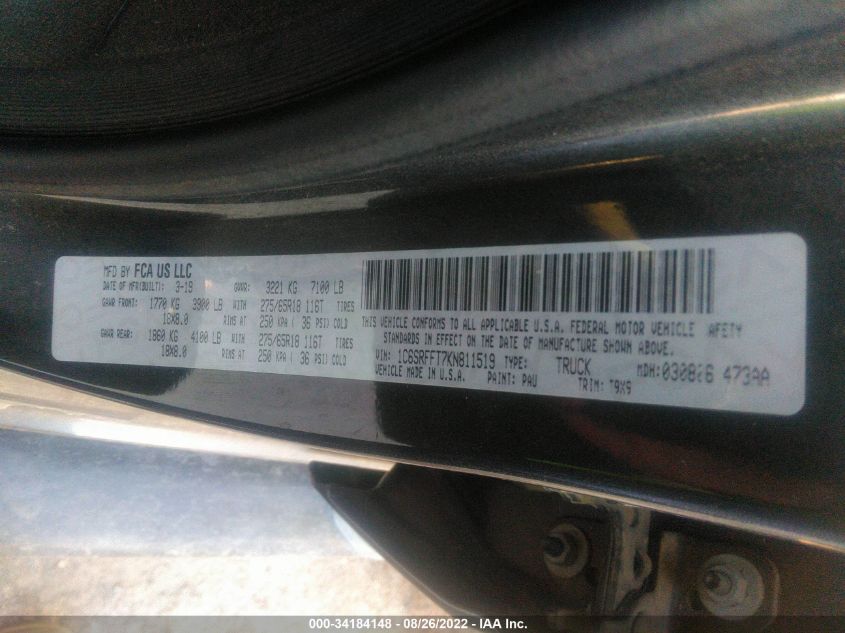 MFD BY FCA US LLC
DATE OF MFR(BUILT): 3-19 GVWR: 3221 KG 7100 LB
GAWR FRONT: 1770 KG 3900 LB WITH 275/65R18 116T TIRES
18X8.0 RIMS AT 250 KPA ( 36 PSI) COLD
GAWR REAR: 1860 KG 4100 LB WITH 275/65R18 116T TIRES
18X8.0 RIMS AT 250 KPA ( 36 PSI) COLD
THIS VEHICLE CONFORMS TO ALL APPLICABLE U.S.A. FEDERAL MOTOR VEHICLE AFETY
STANDARDS IN EFFECT ON THE DATE OF MANUFACTURE SHOWN ABOVE.
VIN: 1C6SRFFT7KN811519 TYPE: TRUCK MDH: 473AA
VEHICLE MADE IN U.S.A. PAINT: PAU TRIM: T9X9
000-34184148 - 08/26/2022 - IAA Inc.